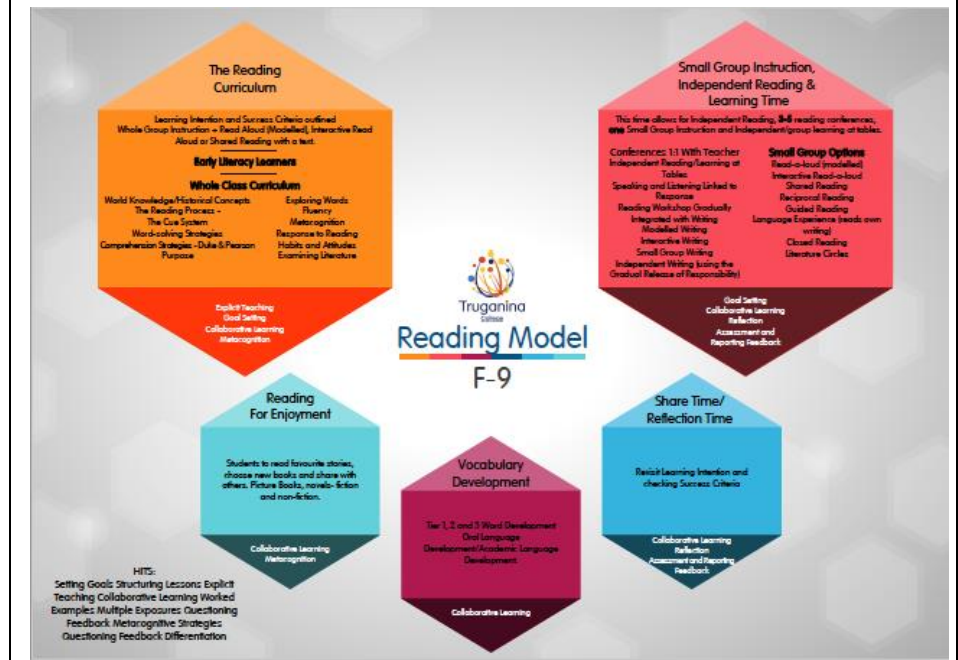 The Reading
Curriculum
Learning Intention and Success Criteria outlined
Whole Group Instruction + Read Aloud (Modelled), Interactive Read
Aloud or Shared Reading with a text.
Early Literacy Learners
Whole Class Curriculum
World Knowledge/Historical Concepts
The Reading Process -
The Cue System
Word-solving Strategies
Comprehension Strategies - Duke & Pearson
Purpose
Exploring Words
Fluency
Metacognition
Response to Reading
Habits and Attitudes
Examining Literature
Explicit Teaching
Goal Setting
Collaborative Learning
Metacognition
Small Group Instruction,
Independent Reading &
Learning Time
This time allows for Independent Reading, 3-5 reading conferences,
one Small Group Instruction and Independent/group learning at tables.
Conferences 1:1 With Teacher
Independent Reading/Learning at
Tables
Speaking and Listening Linked to
Response
Reading Workshop Gradually
Integrated with Writing
Modelled Writing
Interactive Writing
Small Group Writing
Independent Writing (using the
Gradual Release of Responsibility)
Small Group Options
Read-a-loud (modelled)
Interactive Read-a-loud
Shared Reading
Reciprocal Reading
Guided Reading
Language Experience (reads own
writing)
Closed Reading
Literature Circles
Goal Setting
Collaborative Learning
Reflection
Assessment and
Reporting Feedback
Truganina
College
Reading Model
F-9
Reading
For Enjoyment
Students to read favourite stories,
choose new books and share with
others. Picture Books, novels- fiction
and non-fiction.
Collaborative Learning
Metacognition
Vocabulary
Development
Tier 1, 2 and 3 Word Development
Oral Language
Development/Academic Language
Development
Collaborative Learning
Share Time/
Reflection Time
Revisit Learning Intention and
checking Success Criteria
Collaborative Learning
Reflection
Assessment and Reporting
Feedback
HITS:
Setting Goals Structuring Lessons Explicit
Teaching Collaborative Learning Worked
Examples Multiple Exposures Questioning
Feedback Metacognitive Strategies
Questioning Feedback Differentiation